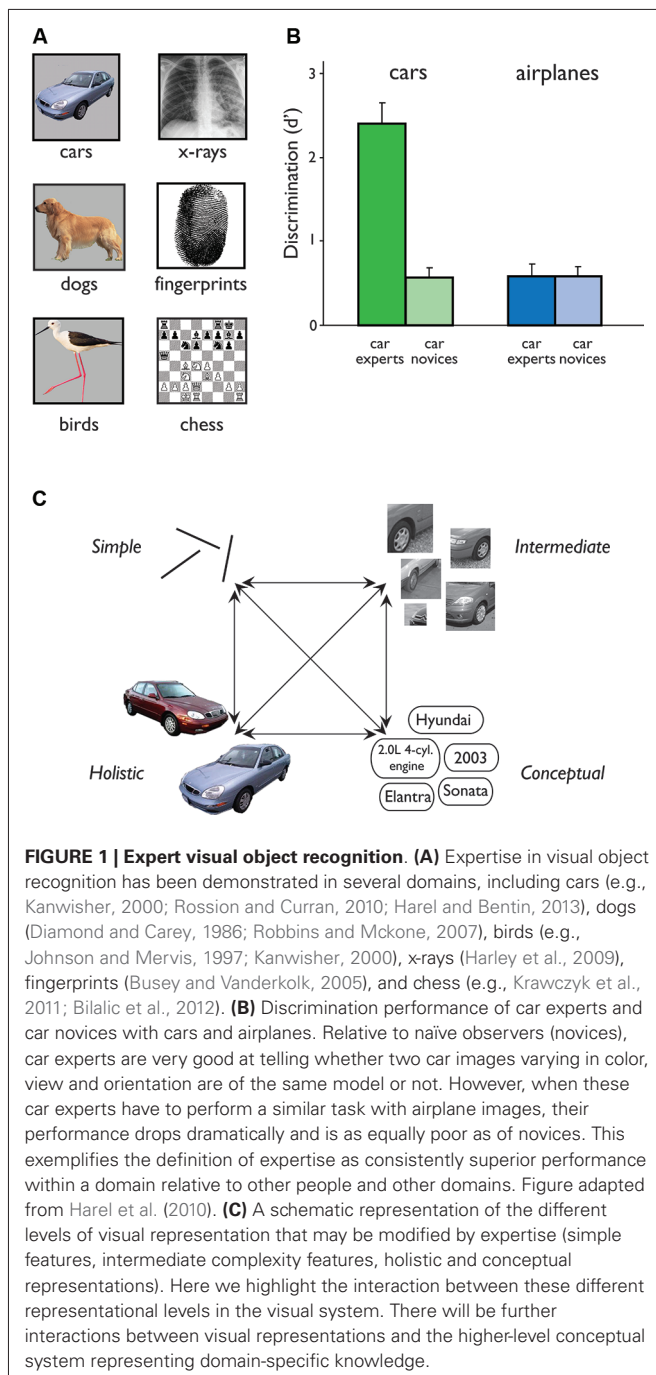 A
cars
x-rays
dogs
fingerprints
birds
chess
B
cars
airplanes
Discrimination (d')
3
2
1
0
car experts
car novices
car experts
car novices
C
Simple
Intermediate
Holistic
Conceptual
Hyundai
2.0L 4-cyl. engine
2003
Elantra
Sonata
FIGURE 1 | Expert visual object recognition. (A) Expertise in visual object
recognition has been demonstrated in several domains, including cars (e.g.,
Kanwisher, 2000; Rossion and Curran, 2010; Harel and Bentin, 2013), dogs
(Diamond and Carey, 1986; Robbins and Mckone, 2007), birds (e.g.,
Johnson and Mervis, 1997; Kanwisher, 2000), x-rays (Harley et al., 2009),
fingerprints (Busey and Vanderkolk, 2005), and chess (e.g., Krawczyk et al.,
2011; Bilalic et al., 2012). (B) Discrimination performance of car experts and
car novices with cars and airplanes. Relative to naïve observers (novices),
car experts are very good at telling whether two car images varying in color,
view and orientation are of the same model or not. However, when these
car experts have to perform a similar task with airplane images, their
performance drops dramatically and is as equally poor as of novices. This
exemplifies the definition of expertise as consistently superior performance
within a domain relative to other people and other domains. Figure adapted
from Harel et al. (2010). (C) A schematic representation of the different
levels of visual representation that may be modified by expertise (simple
features, intermediate complexity features, holistic and conceptual
representations). Here we highlight the interaction between these different
representational levels in the visual system. There will be further
interactions between visual representations and the higher-level conceptual
system representing domain-specific knowledge.